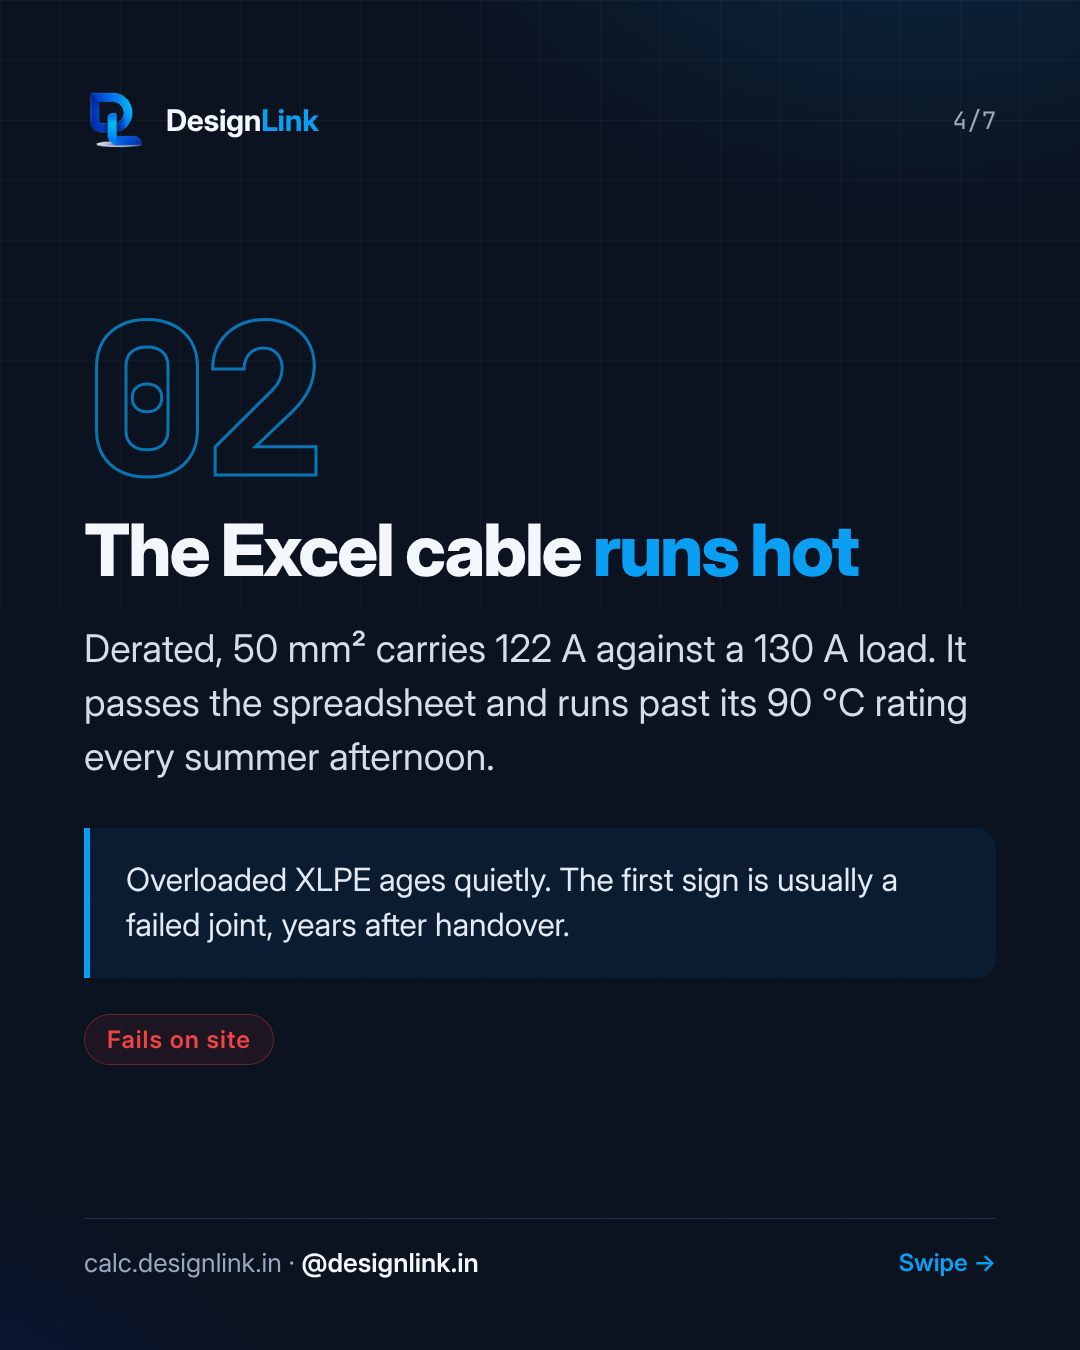 DesignLink
4/7
02
The Excel cable runs hot
Derated, 50 mm² carries 122 A against a 130 A load. It
passes the spreadsheet and runs past its 90 °C rating
every summer afternoon.
Overloaded XLPE ages quietly. The first sign is usually a
failed joint, years after handover.
Fails on site
calc.designlink.in · @designlink.in
Swipe →